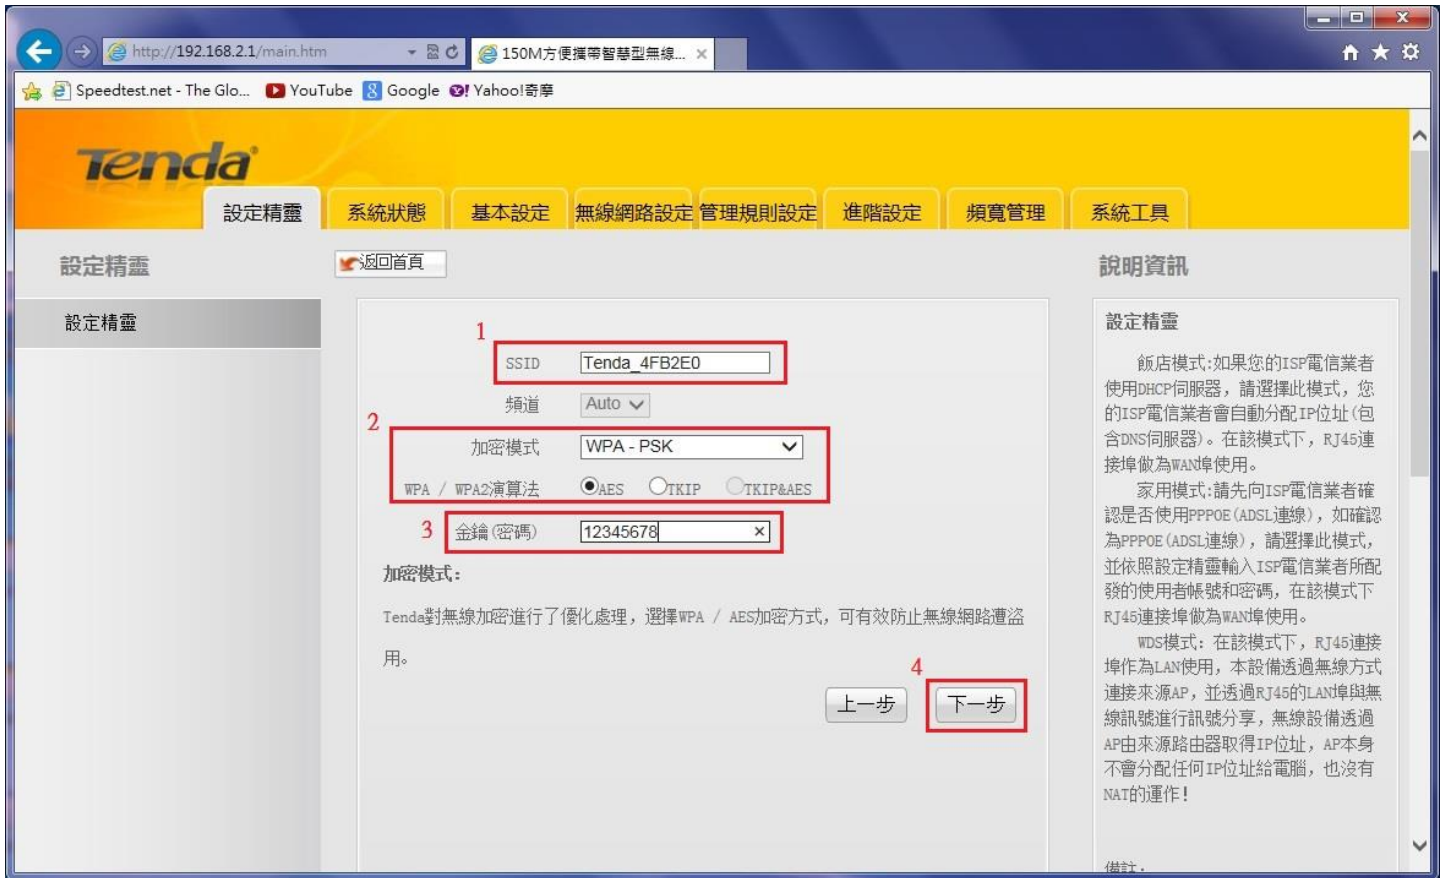 http://192.168.2.1/main.htm
150M方便攜帶智慧型無線...
Speedtest.net - The Glo... YouTube Google Yahoo!奇摩
Tenda
設定精靈 系統狀態 基本設定 無線網路設定 管理規則設定 進階設定 頻寬管理 系統工具
設定精靈
設定精靈
返回首頁
1
SSID Tenda_4FB2E0
頻道 Auto
2
加密模式 WPA - PSK
WPA / WPA2演算法 AES TKIP TKIP&AES
3 金鑰(密碼) 12345678
加密模式：
Tenda對無線加密進行了優化處理，選擇WPA / AES加密方式，可有效防止無線網路遭盜
用。
4
上一步 下一步
說明資訊
設定精靈
飯店模式:如果您的ISP電信業者
使用DHCP伺服器，請選擇此模式，您
的ISP電信業者會自動分配IP位址(包
含DNS伺服器)。在該模式下，RJ45連
接埠做為WAN埠使用。
家用模式:請先向ISP電信業者確
認是否使用PPPOE(ADSL連線)，如確認
為PPPOE(ADSL連線)，請選擇此模式，
並依照設定精靈輸入ISP電信業者所配
發的使用者帳號和密碼，在該模式下
RJ45連接埠做為WAN埠使用。
WDS模式：在該模式下，RJ45連接
埠作為LAN使用，本設備透過無線方式
連接來源AP，並透過RJ45的LAN埠與無
線訊號進行訊號分享，無線設備透過
AP由來源路由器取得IP位址，AP本身
不會分配任何IP位址給電腦，也沒有
NAT的運作！
備註：